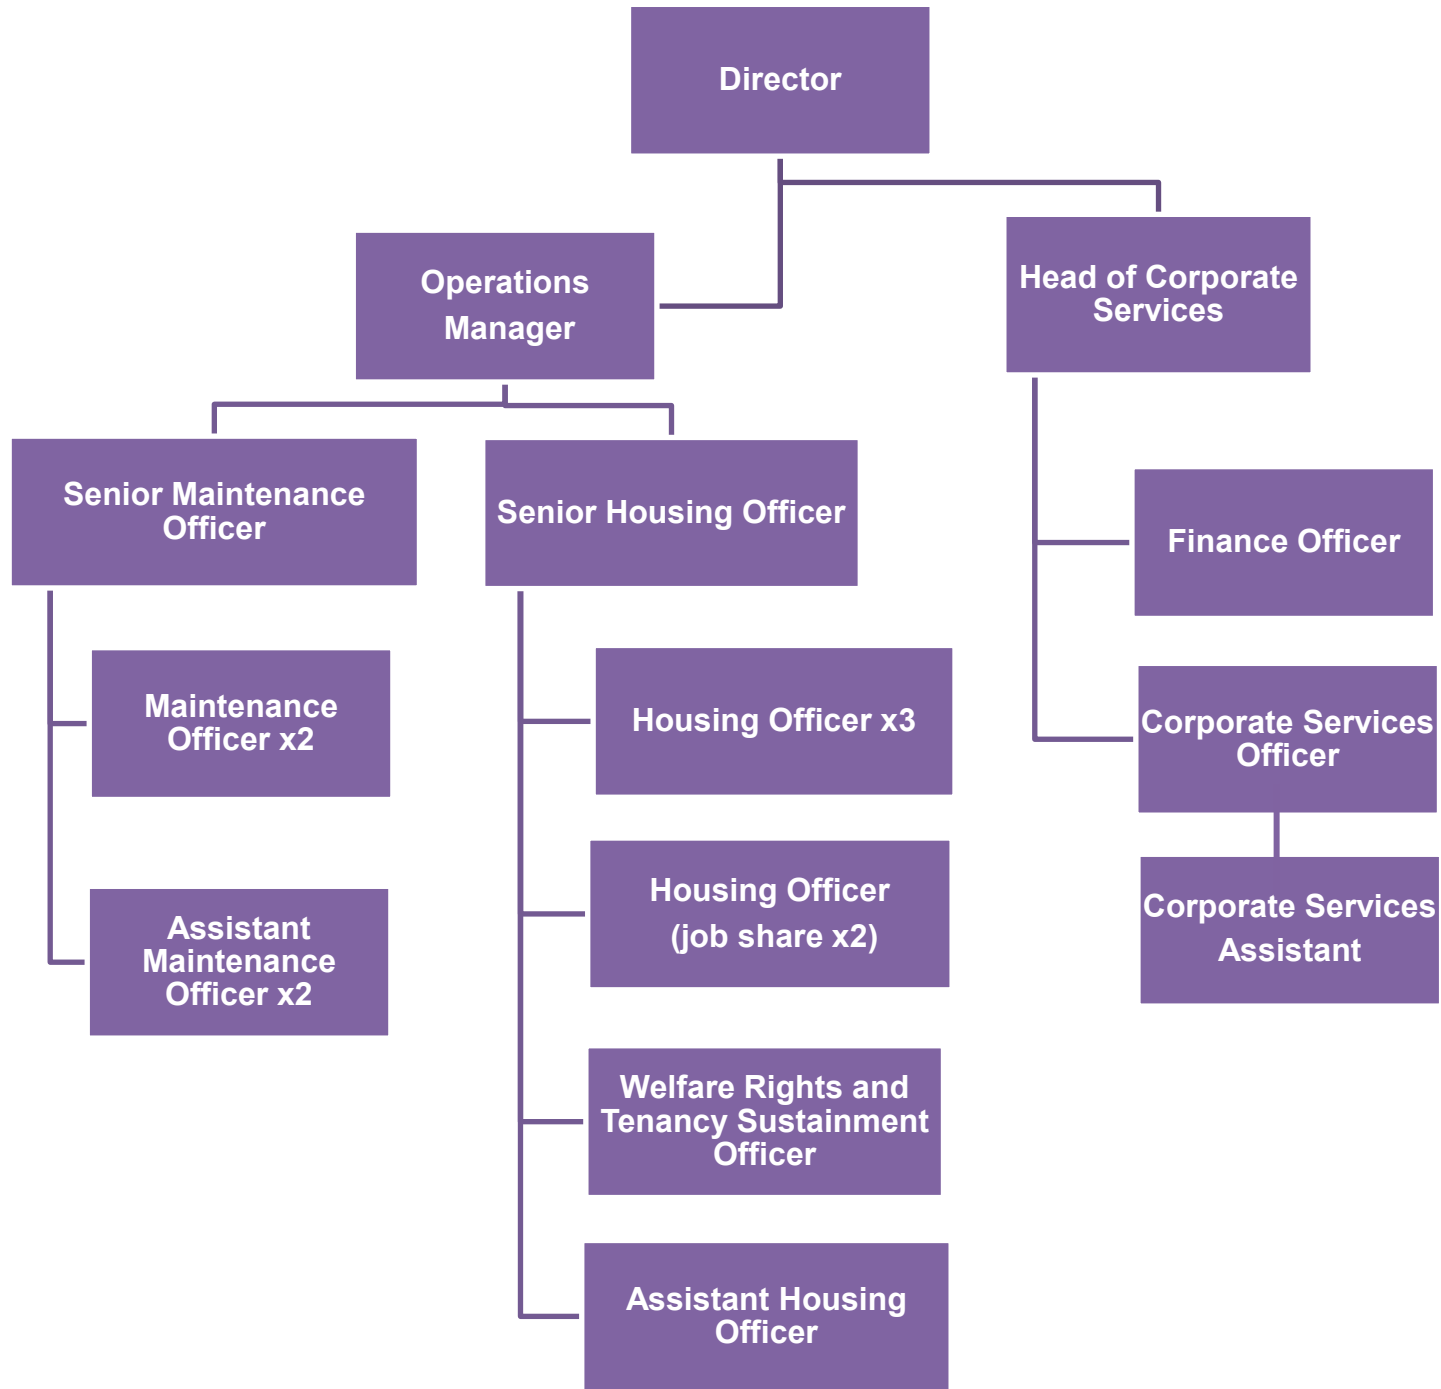 Director
Operations
Manager
Head of Corporate
Services
Senior Maintenance
Officer
Senior Housing Officer
Finance Officer
Maintenance
Officer x2
Housing Officer x3
Corporate Services
Officer
Assistant
Maintenance
Officer x2
Housing Officer
(job share x2)
Corporate Services
Assistant
Welfare Rights and
Tenancy Sustainment
Officer
Assistant Housing
Officer